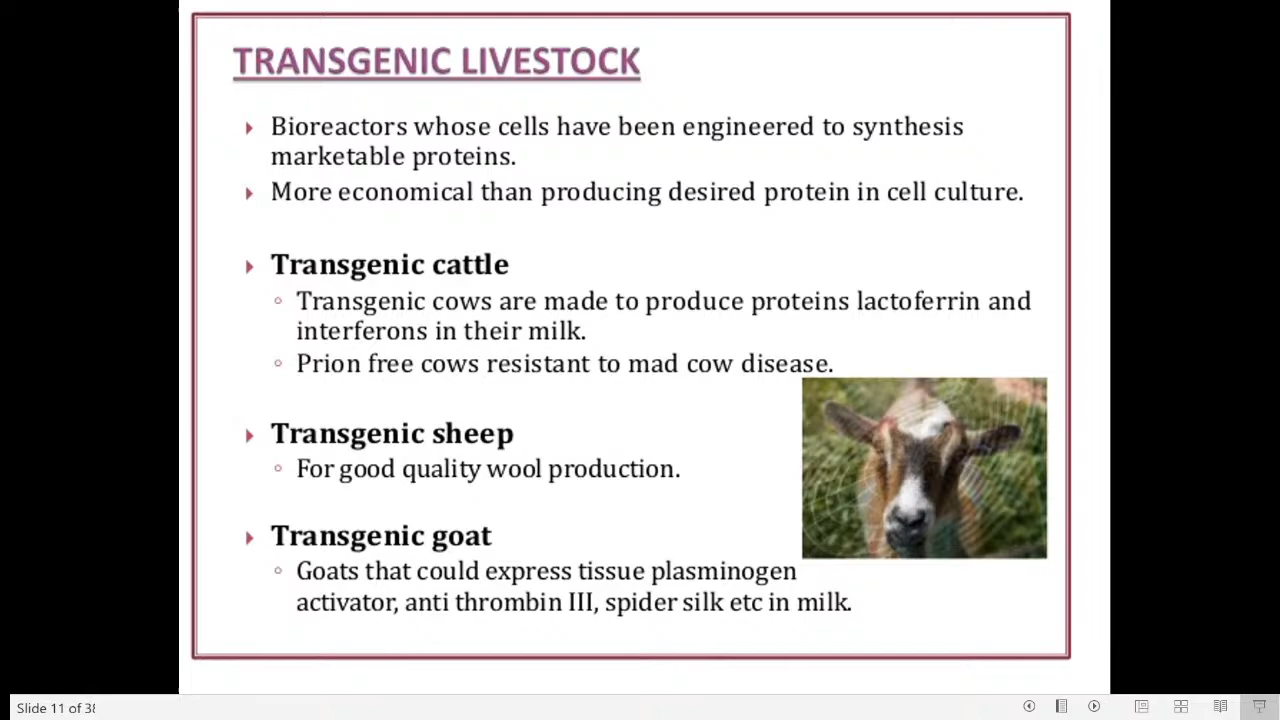 TRANSGENIC LIVESTOCK
Bioreactors whose cells have been engineered to synthesis
marketable proteins.
More economical than producing desired protein in cell culture.
Transgenic cattle
Transgenic cows are made to produce proteins lactoferrin and
interferons in their milk.
Prion free cows resistant to mad cow disease.
Transgenic sheep
For good quality wool production.
Transgenic goat
Goats that could express tissue plasminogen
activator, anti thrombin III, spider silk etc in milk.
Slide 11 of 38